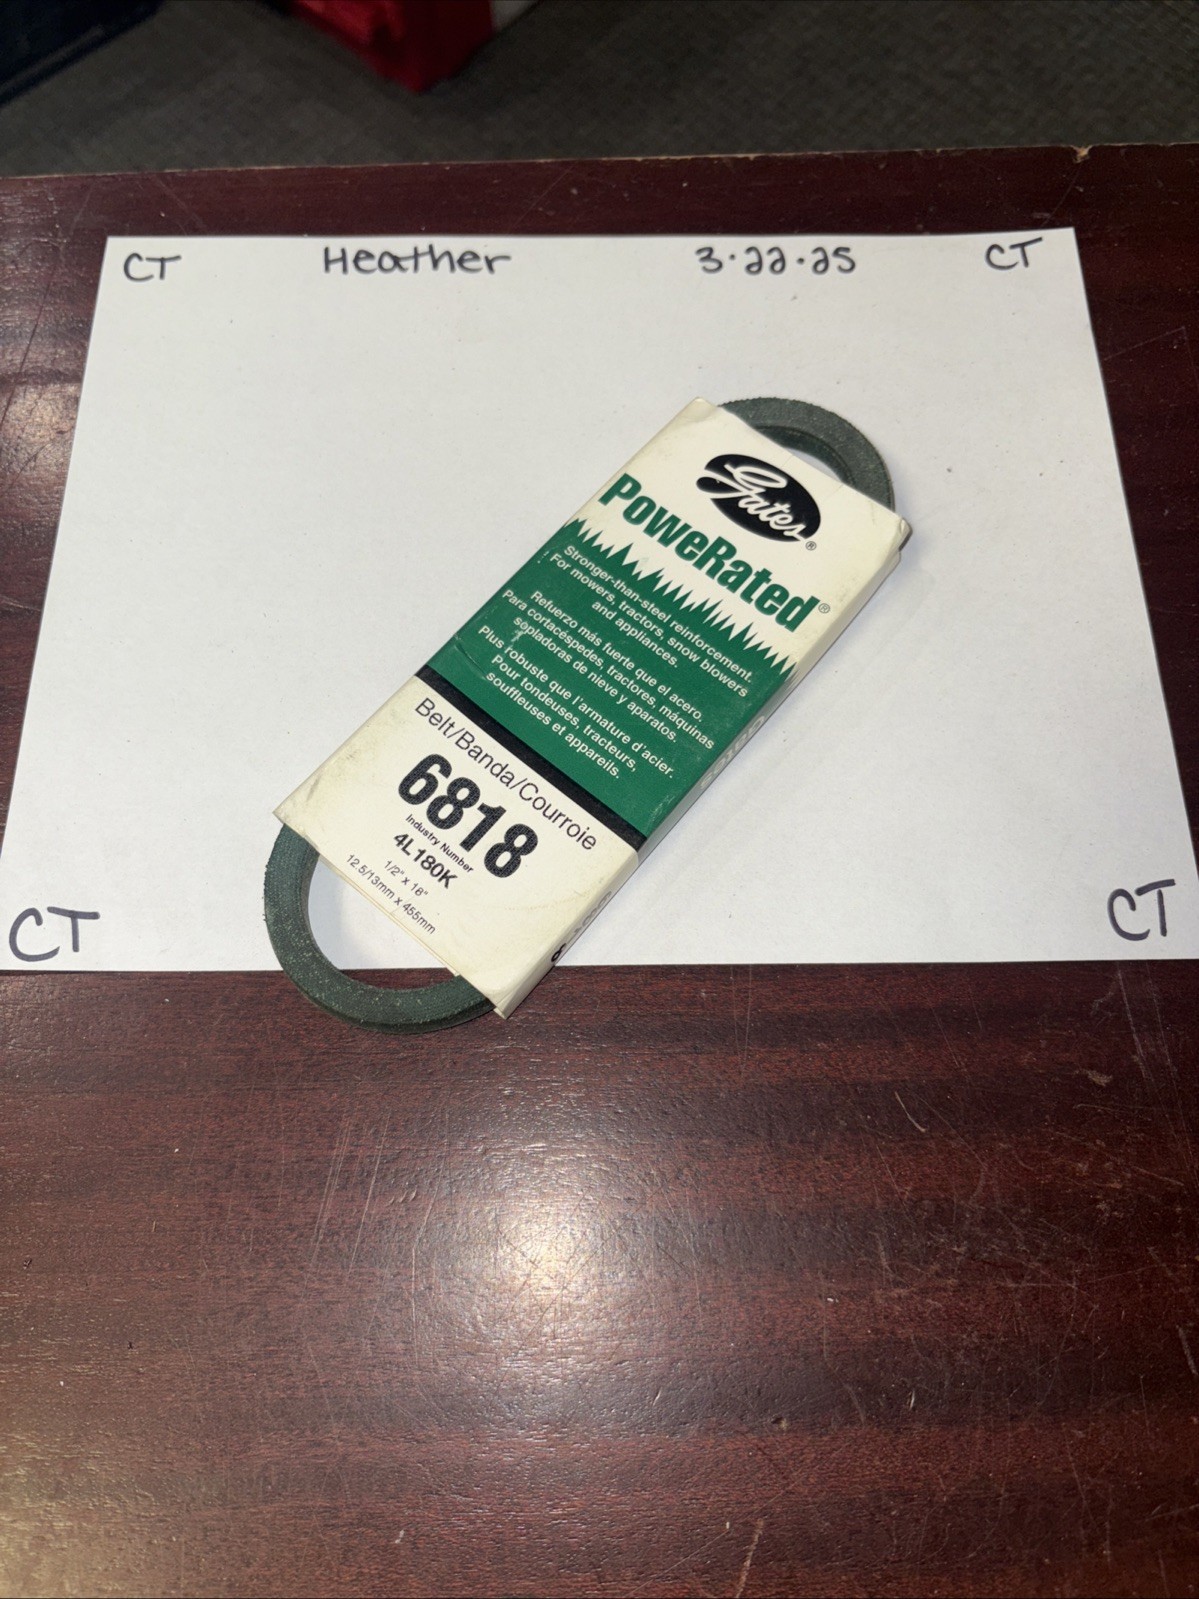 CT Heather 3.22.25 CT
Gates®
PoweRated®
Stronger-than-steel reinforcement.
For mowers, tractors, snow blowers
and appliances.
Refuerzo más fuerte que el acero.
Para cortacéspedes, tractores, máquinas
sopladoras de nieve y aparatos.
Plus robuste que l'armature d'acier.
Pour tondeuses, tracteurs,
souffleuses et appareils.
Belt/Banda/Courroie
6818
Industry Number
4L180K
1/2" x 18"
12.5/13mm x 455mm
CT CT